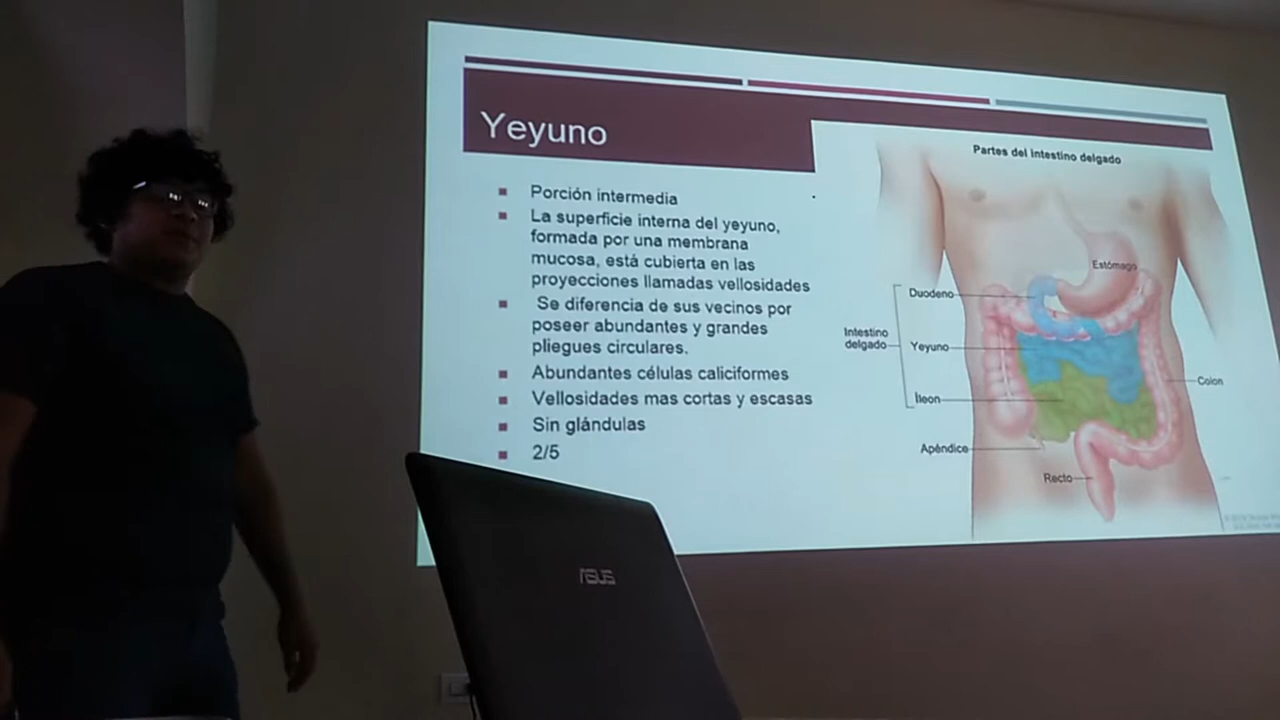 Yeyuno
Porción intermedia
La superficie interna del yeyuno,
formada por una membrana
mucosa, está cubierta en las
proyecciones llamadas vellosidades
Se diferencia de sus vecinos por
poseer abundantes y grandes
pliegues circulares.
Abundantes células caliciformes
Vellosidades mas cortas y escasas
Sin glándulas
2/5
Partes del intestino delgado
Estómago
Duodeno
Intestino
delgado
Yeyuno
Íleon
Colon
Apéndice
Recto
ASUS